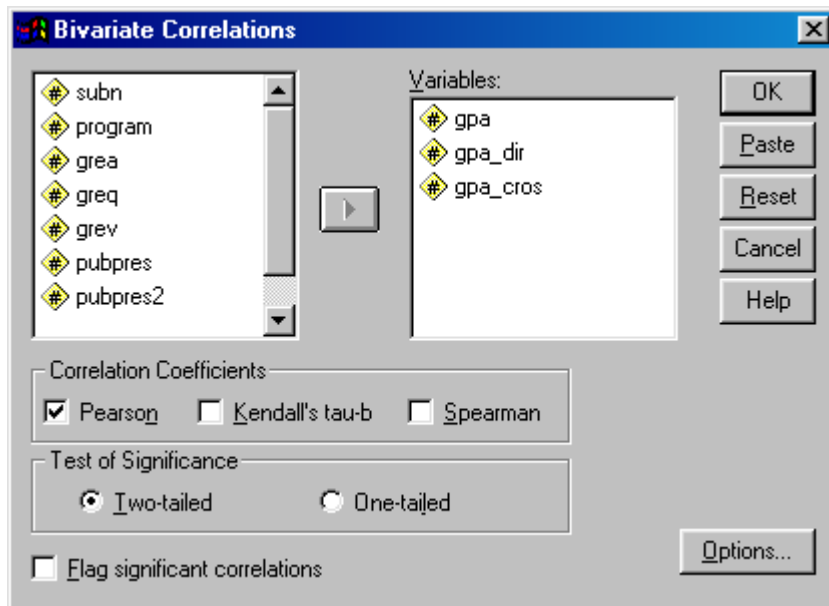 Bivariate Correlations
subn
program
grea
greq
grev
pubpres
pubpres2
Variables:
gpa
gpa_dir
gpa_cros
OK
Paste
Reset
Cancel
Help
Correlation Coefficients
Pearson Kendall's tau-b Spearman
Test of Significance
Two-tailed One-tailed
Flag significant correlations
Options...